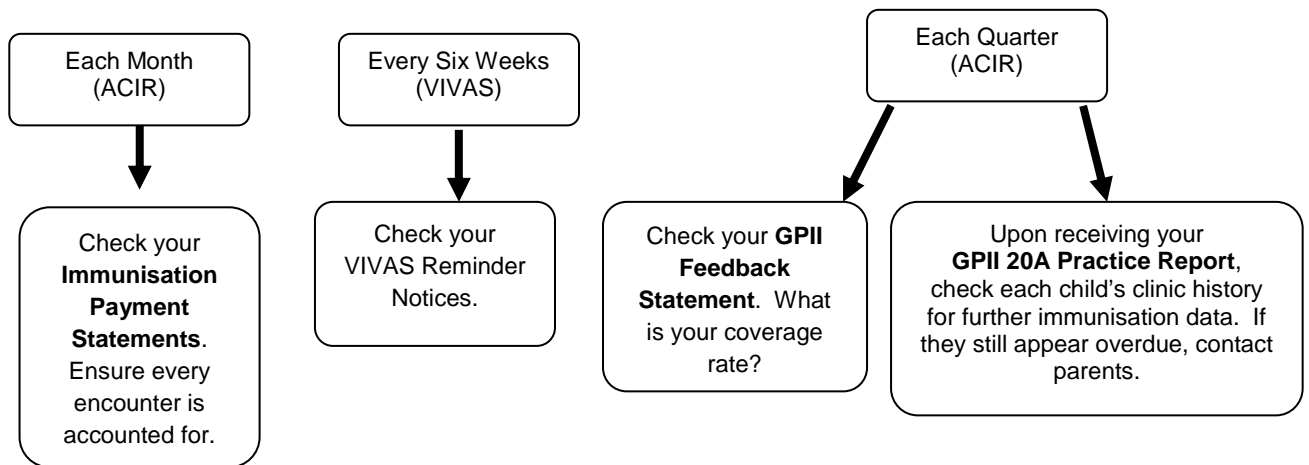 Each Month
(ACIR)
Every Six Weeks
(VIVAS)
Each Quarter
(ACIR)
Check your
Immunisation
Payment
Statements.
Ensure every
encounter is
accounted for.
Check your
VIVAS Reminder
Notices.
Check your GPII
Feedback
Statement. What
is your coverage
rate?
Upon receiving your
GPII 20A Practice Report,
check each child’s clinic history
for further immunisation data. If
they still appear overdue, contact
parents.